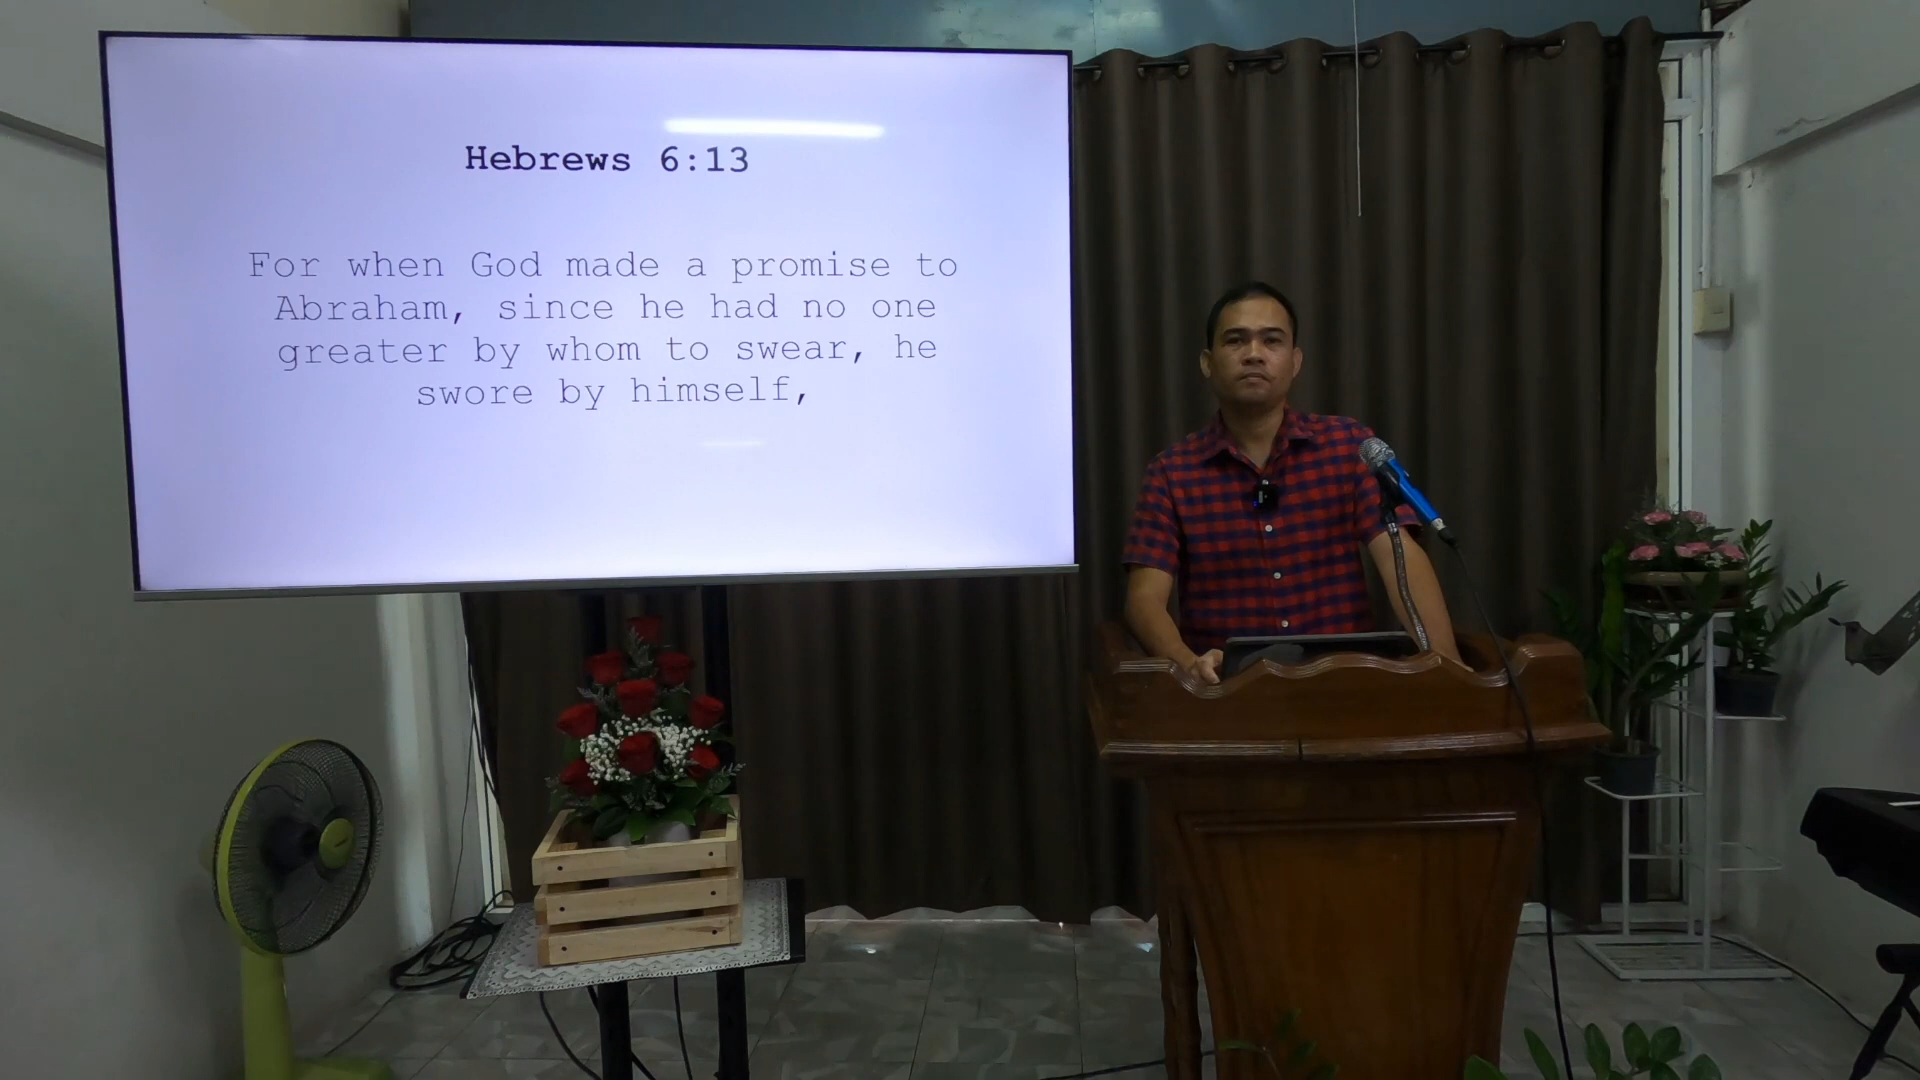 Hebrews 6:13
For when God made a promise to
Abraham, since he had no one
greater by whom to swear, he
swore by himself,